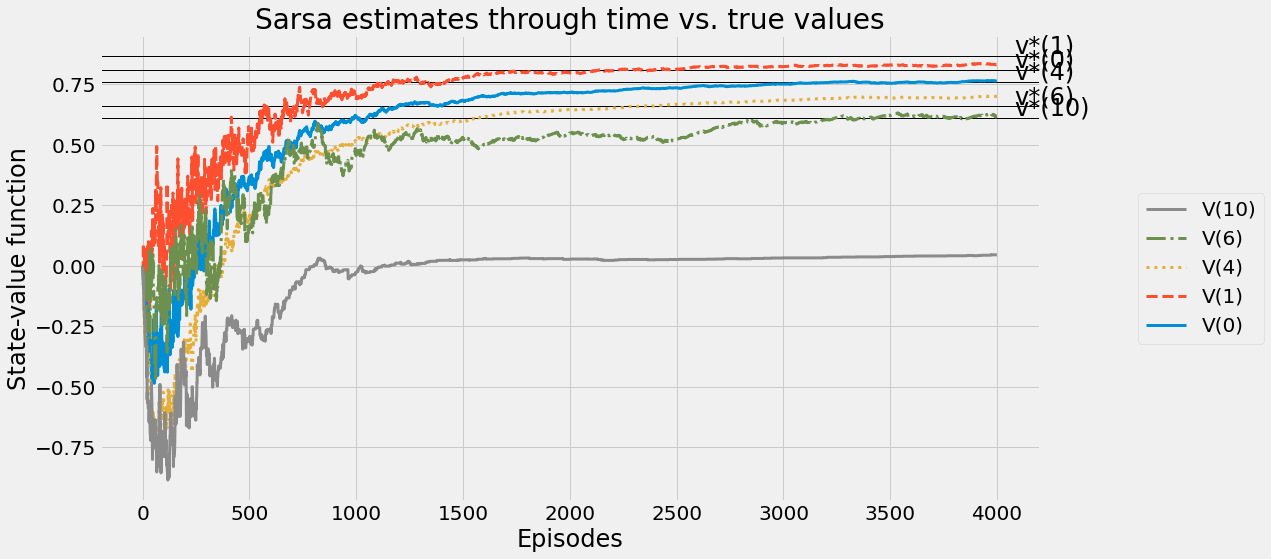 Sarsa estimates through time vs. true values
v*(1)
v*(0)
v*(4)
v*(6)
v*(10)
State-value function
0.75
0.50
0.25
0.00
−0.25
−0.50
−0.75
0
500
1000
1500
2000
2500
3000
3500
4000
Episodes
V(10)
V(6)
V(4)
V(1)
V(0)